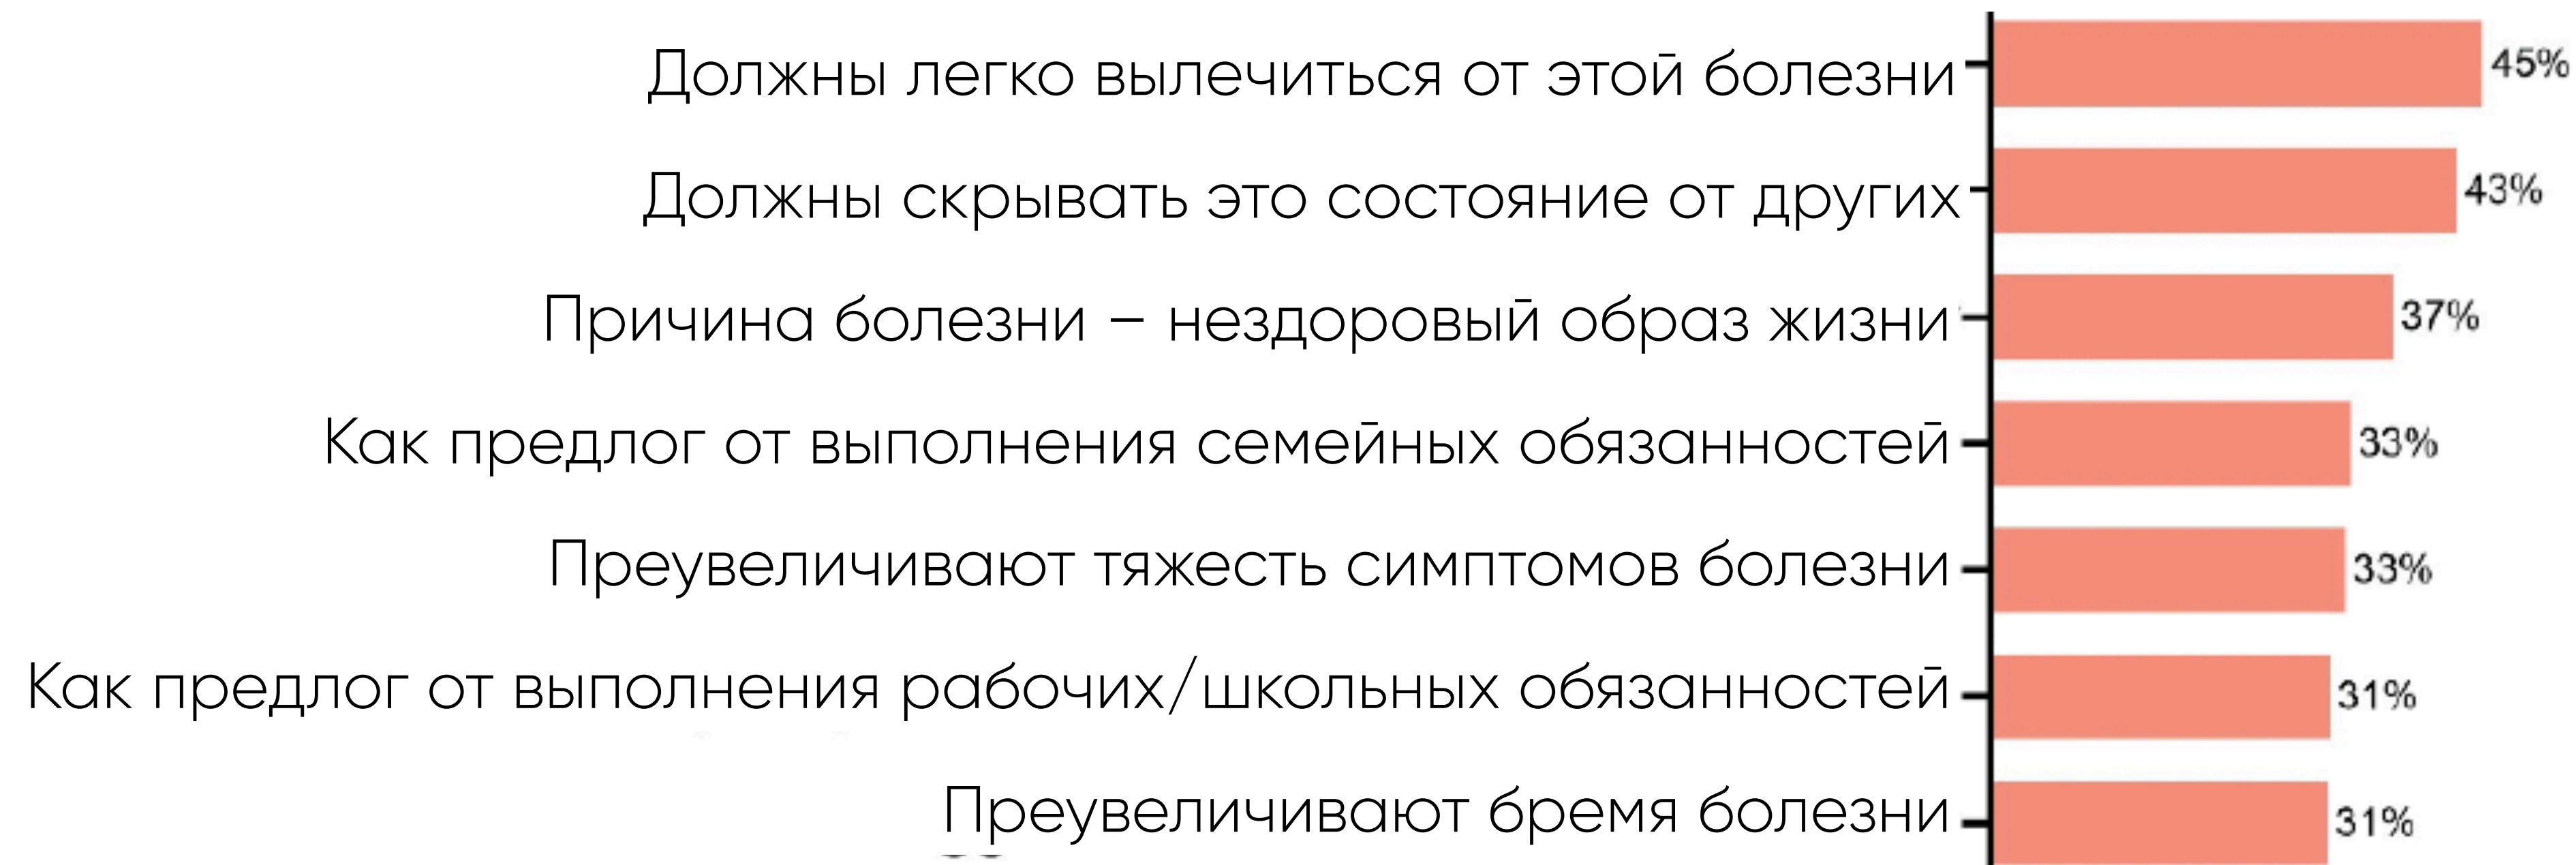 Должны легко вылечиться от этой болезни 45%
Должны скрывать это состояние от других 43%
Причина болезни – нездоровый образ жизни 37%
Как предлог от выполнения семейных обязанностей 33%
Преувеличивают тяжесть симптомов болезни 33%
Как предлог от выполнения рабочих/школьных обязанностей 31%
Преувеличивают бремя болезни 31%